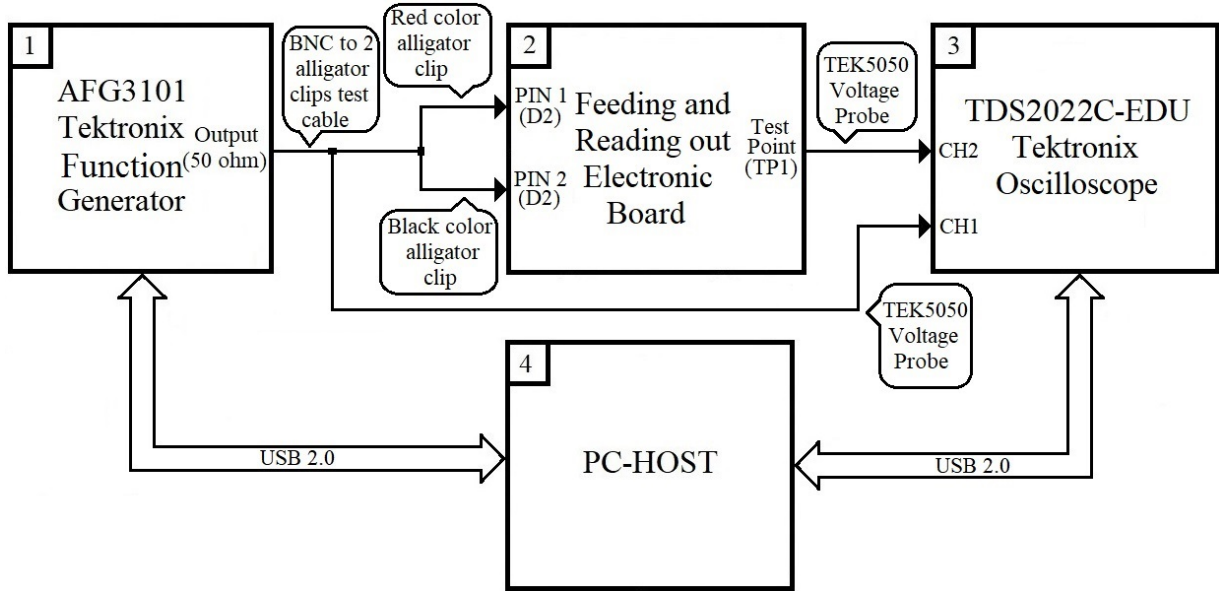 1
AFG3101
Tektronix
Function
Generator
Output
(50 ohm)
BNC to 2
alligator
clips test
cable
Red color
alligator
clip
Black color
alligator
clip
2
PIN 1
(D2)
PIN 2
(D2)
Feeding and
Reading out
Electronic
Board
Test
Point
(TP1)
TEK5050
Voltage
Probe
3
TDS2022C-EDU
Tektronix
Oscilloscope
CH2
CH1
TEK5050
Voltage
Probe
4
PC-HOST
USB 2.0
USB 2.0